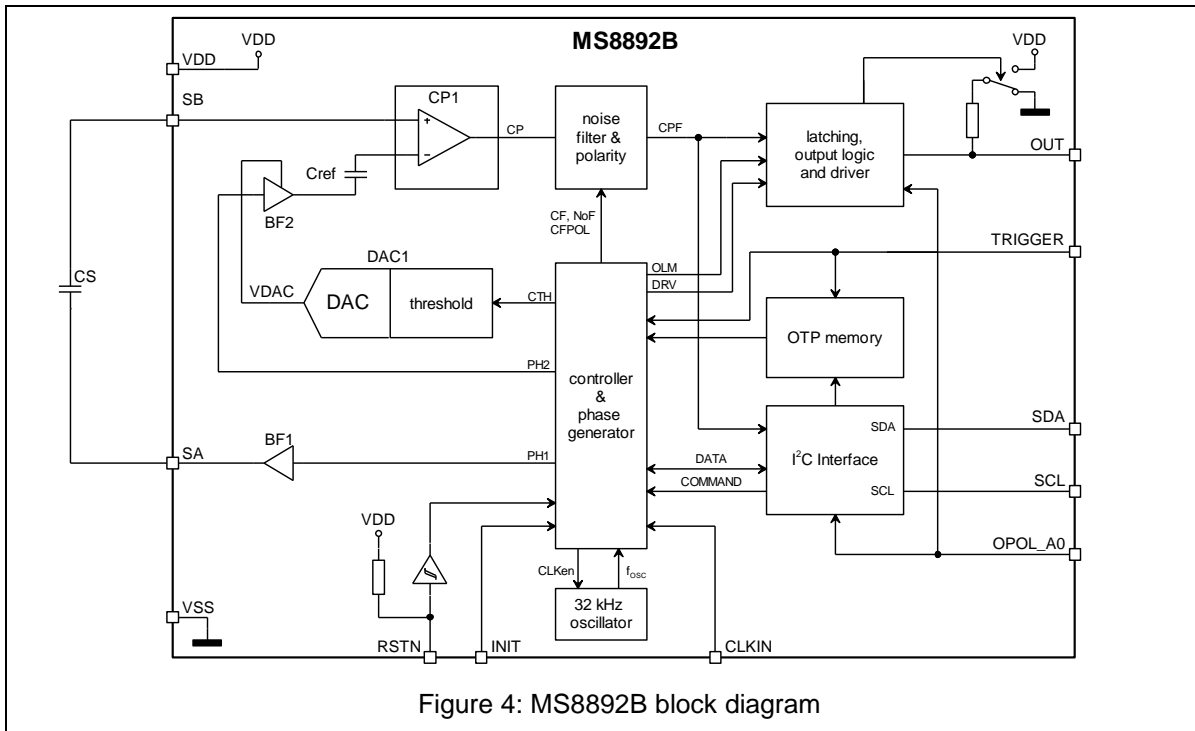 MS8892B
VDD
VDD
VDD
SB
CP1
+
−
CP
noise
filter &
polarity
CPF
latching,
output logic
and driver
OUT
Cref
BF2
CF, NoF
CFPOL
TRIGGER
CS
DAC1
VDAC
DAC
threshold
CTH
OLM
DRV
OTP memory
PH2
controller
&
phase
generator
SA
BF1
PH1
DATA
COMMAND
SDA
I²C Interface
SCL
SDA
SCL
VDD
OPOL_A0
CLKen
fOSC
32 kHz
oscillator
VSS
RSTN
INIT
CLKIN
Figure 4: MS8892B block diagram